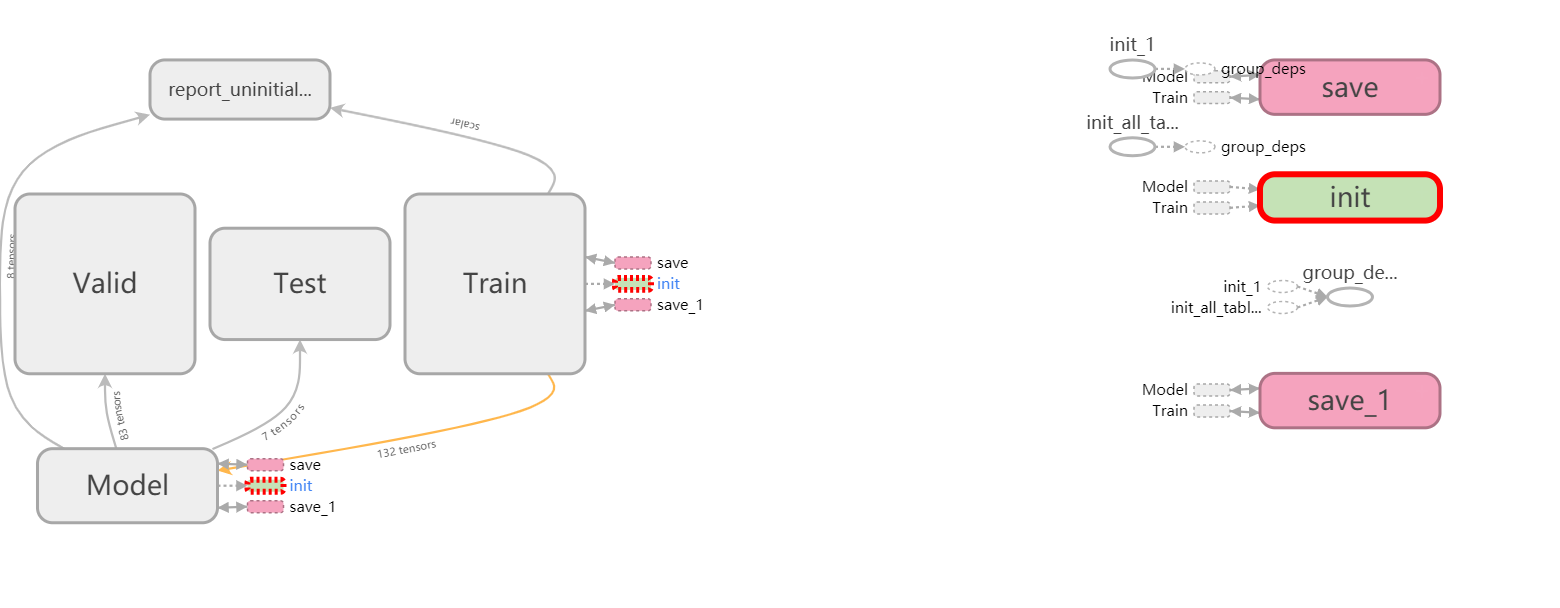 report_uninitial...
scalar
8 tensors
Valid
Test
Train
save
init
save_1
83 tensors
7 tensors
132 tensors
Model
save
init
save_1
init_1
group_deps
Model
Train
save
init_all_ta...
group_deps
Model
Train
init
group_de...
init_1
init_all_tabl...
Model
Train
save_1